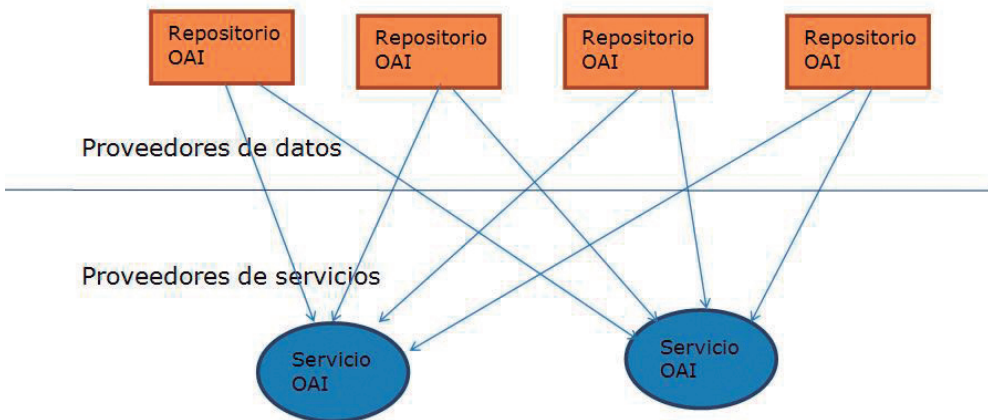 Repositorio
OAI
Repositorio
OAI
Repositorio
OAI
Repositorio
OAI
Proveedores de datos
Proveedores de servicios
Servicio
OAI
Servicio
OAI